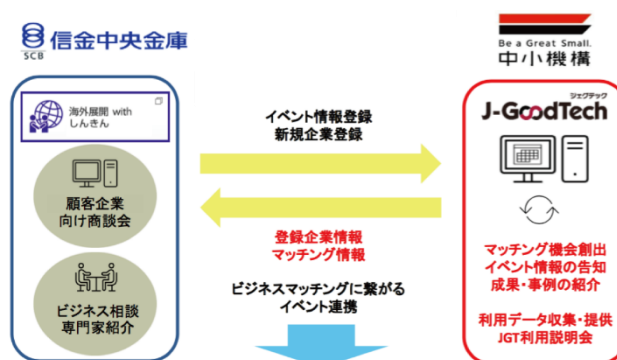 SCB
信金中央金庫
海外展開 with
しんきん
顧客企業
向け商談会
ビジネス相談
専門家紹介
イベント情報登録
新規企業登録
登録企業情報
マッチング情報
ビジネスマッチングに繋がる
イベント連携
Be a Great Small.
中小機構
ジェグテック
J-GoodTech
マッチング機会創出
イベント情報の告知
成果・事例の紹介
利用データ収集・提供
JGT利用説明会